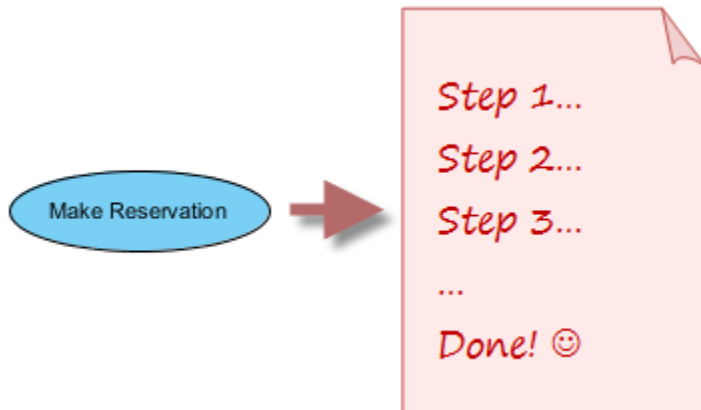 Make Reservation
Step 1...
Step 2...
Step 3...
...
Done! ☺